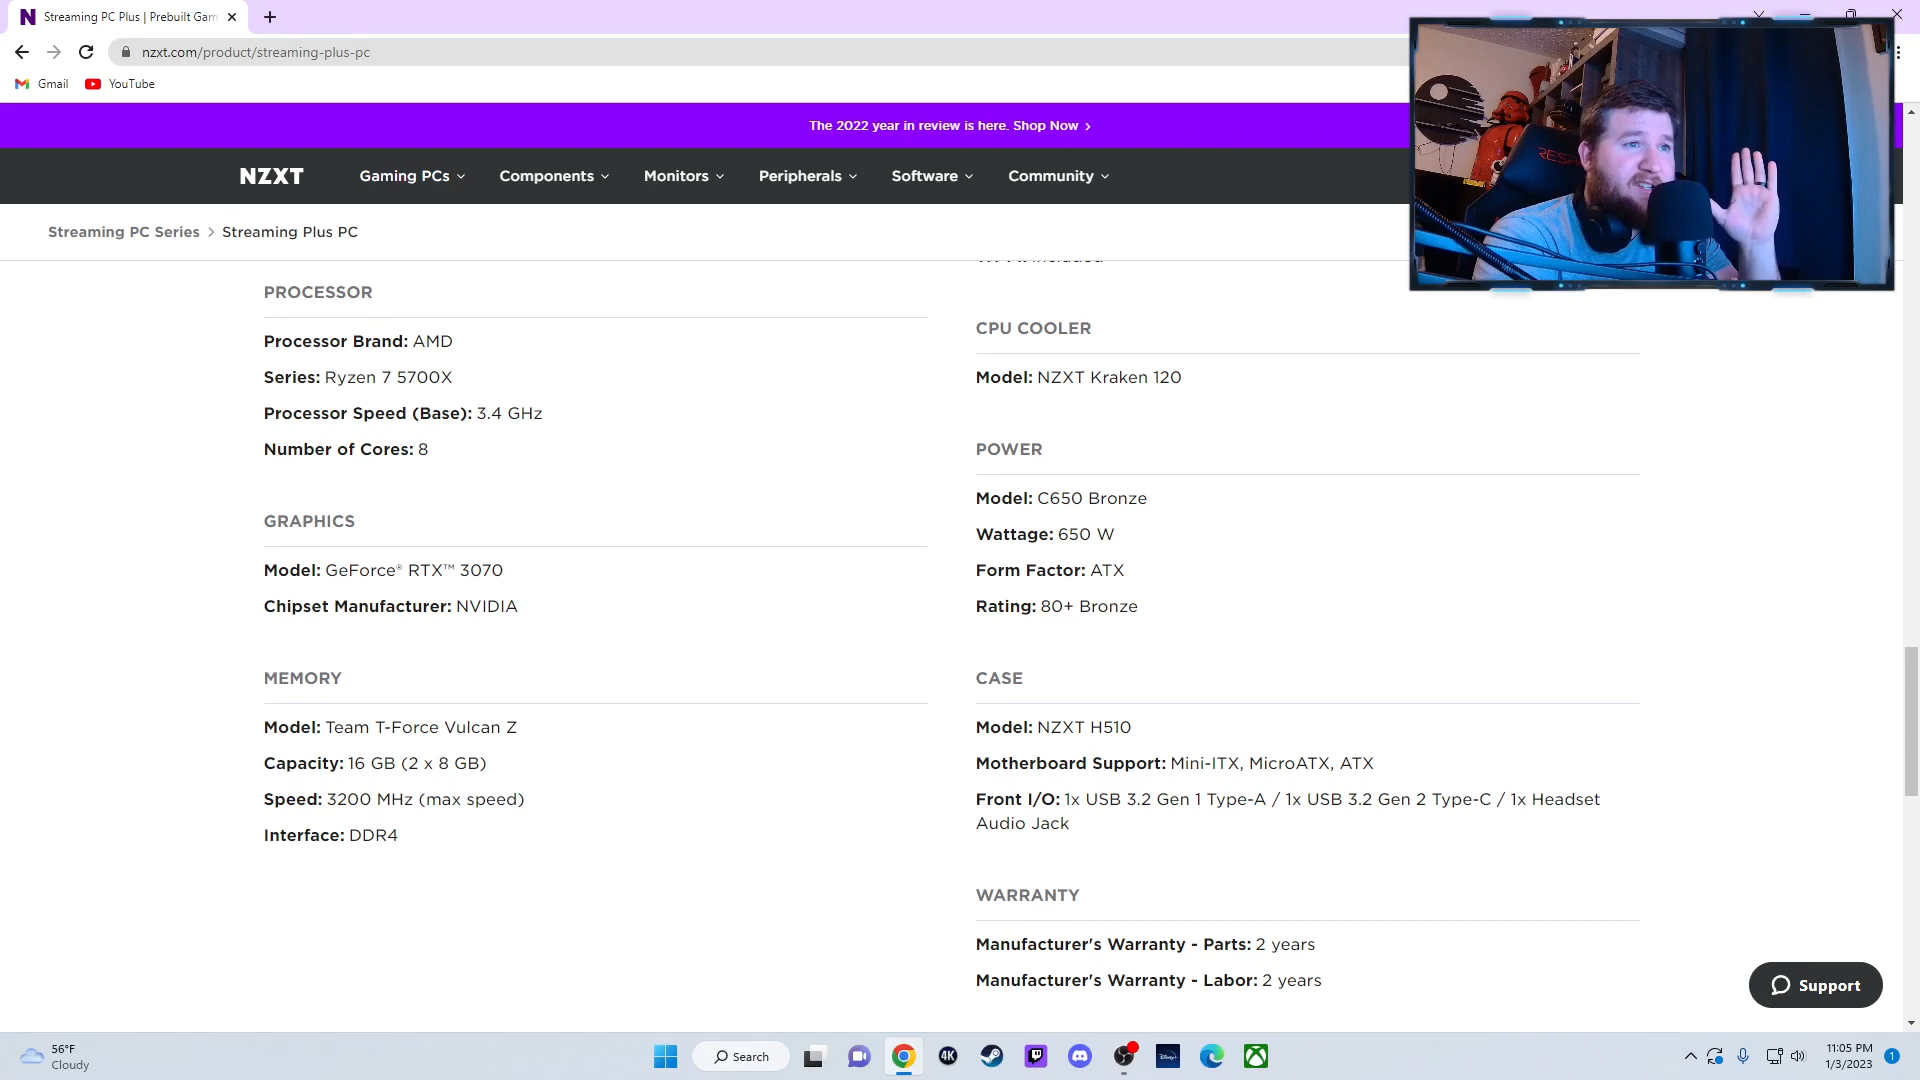 Streaming PC Plus | Prebuilt Gam
nzxt.com/product/streaming-plus-pc
Gmail
YouTube
The 2022 year in review is here. Shop Now
NZXT
Gaming PCs
Components
Monitors
Peripherals
Software
Community
Streaming PC Series > Streaming Plus PC
PROCESSOR
Processor Brand: AMD
Series: Ryzen 7 5700X
Processor Speed (Base): 3.4 GHz
Number of Cores: 8
GRAPHICS
Model: GeForce® RTX™ 3070
Chipset Manufacturer: NVIDIA
MEMORY
Model: Team T-Force Vulcan Z
Capacity: 16 GB (2 x 8 GB)
Speed: 3200 MHz (max speed)
Interface: DDR4
CPU COOLER
Model: NZXT Kraken 120
POWER
Model: C650 Bronze
Wattage: 650 W
Form Factor: ATX
Rating: 80+ Bronze
CASE
Model: NZXT H510
Motherboard Support: Mini-ITX, MicroATX, ATX
Front I/O: 1x USB 3.2 Gen 1 Type-A / 1x USB 3.2 Gen 2 Type-C / 1x Headset
Audio Jack
WARRANTY
Manufacturer's Warranty - Parts: 2 years
Manufacturer's Warranty - Labor: 2 years
Support
56°F
Cloudy
Search
4K
11:05 PM
1/3/2023
1